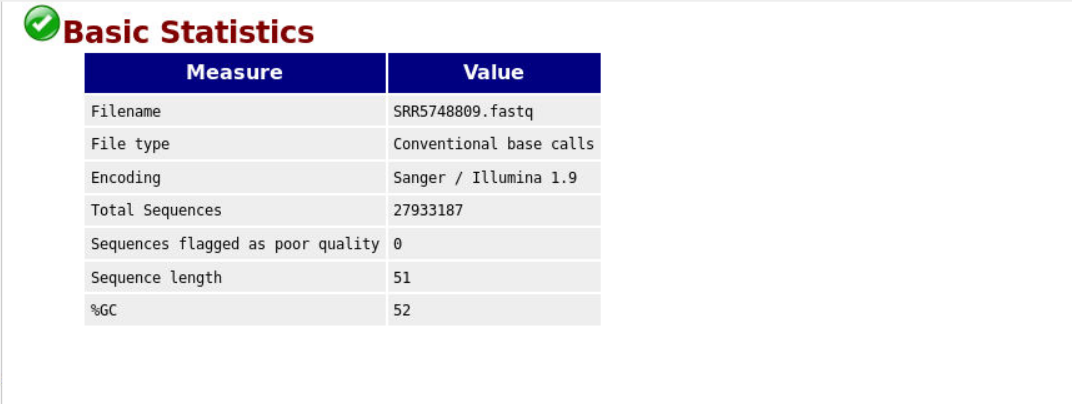 Basic Statistics
Measure Value
Filename SRR5748809.fastq
File type Conventional base calls
Encoding Sanger / Illumina 1.9
Total Sequences 27933187
Sequences flagged as poor quality 0
Sequence length 51
%GC 52